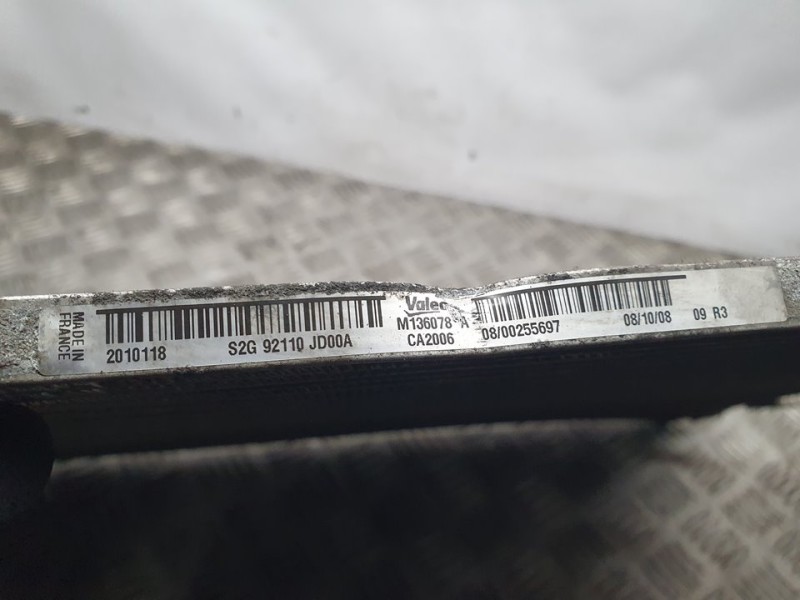 MADE IN
FRANCE
2010118
S2G 92110 JD00A
Valeo
M136078 A
CA2006
08/00255697
08/10/08
09 R3